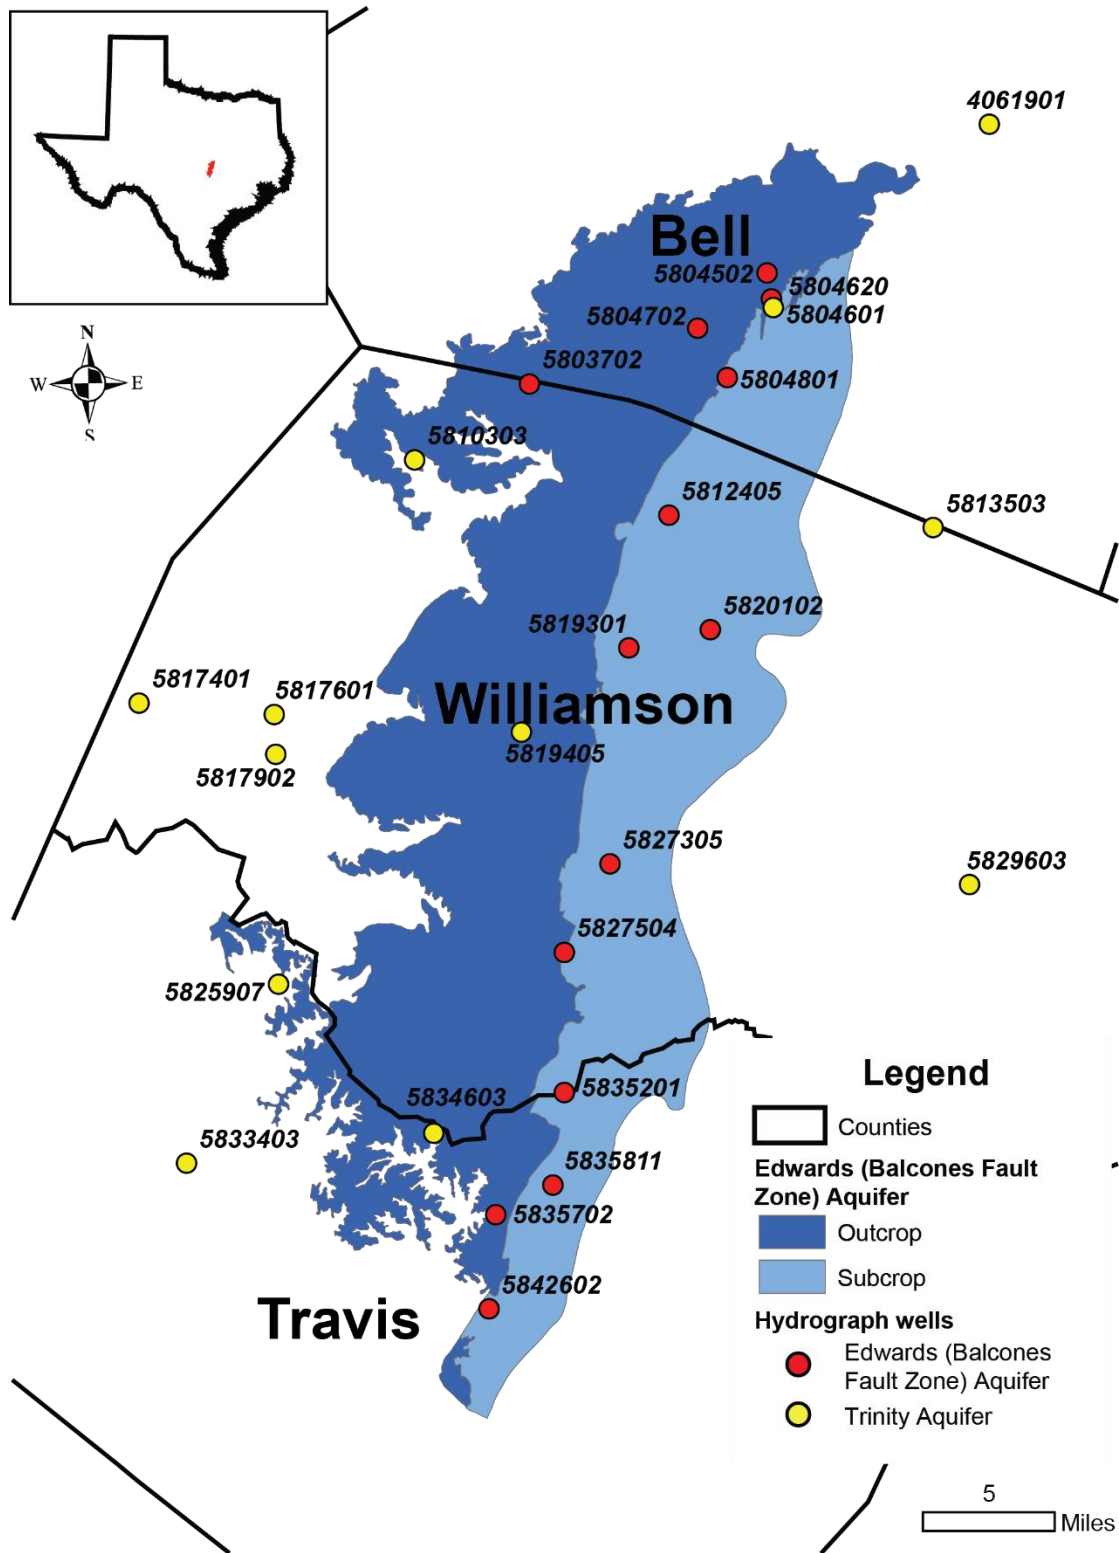 4061901
Bell
5804502
5804620
5804601
5804702
5803702
5804801
N
W
E
S
5810303
5812405
5813503
5820102
5819301
5817401
5817601
Williamson
5819405
5817902
5827305
5829603
5827504
5825907
5835201
5834603
5833403
5835811
5835702
5842602
Travis
Legend
Counties
Edwards (Balcones Fault
Zone) Aquifer
Outcrop
Subcrop
Hydrograph wells
Edwards (Balcones
Fault Zone) Aquifer
Trinity Aquifer
5
Miles